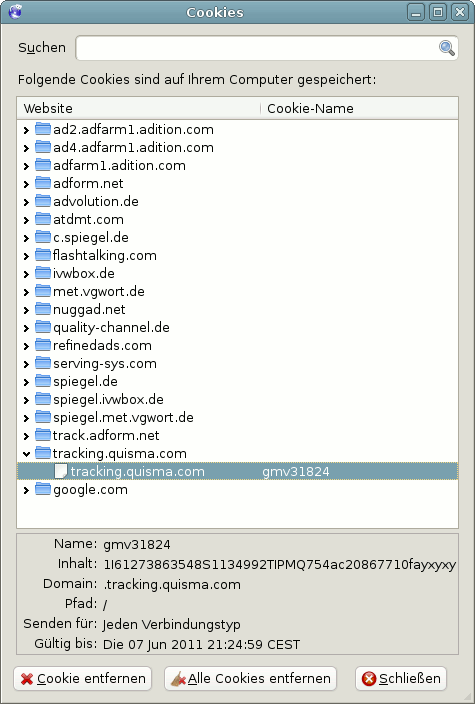 Cookies
Suchen
Folgende Cookies sind auf Ihrem Computer gespeichert:
Website Cookie-Name
ad2.adfarm1.adition.com
ad4.adfarm1.adition.com
adfarm1.adition.com
adform.net
advolution.de
atdmt.com
c.spiegel.de
flashtalking.com
ivwbox.de
met.vgwort.de
nuggad.net
quality-channel.de
refinedads.com
serving-sys.com
spiegel.de
spiegel.ivwbox.de
spiegel.met.vgwort.de
track.adform.net
tracking.quisma.com
tracking.quisma.com gmv31824
google.com
Name: gmv31824
Inhalt: 1I61273863548S1134992TIPMQ754ac20867710fayxyxy
Domain: .tracking.quisma.com
Pfad: /
Senden für: Jeden Verbindungstyp
Gültig bis: Die 07 Jun 2011 21:24:59 CEST
Cookie entfernen Alle Cookies entfernen Schließen